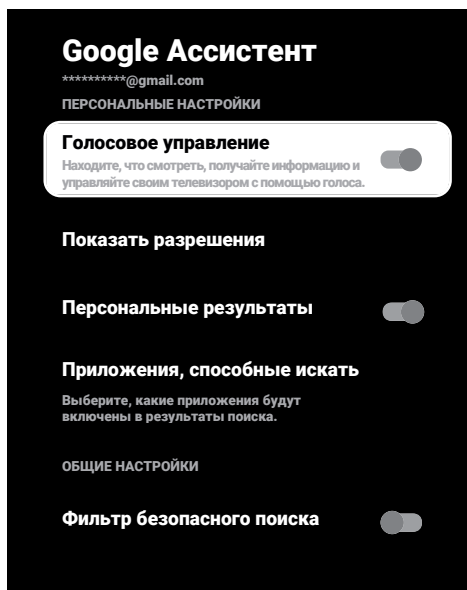 Google Ассистент
**********@gmail.com
ПЕРСОНАЛЬНЫЕ НАСТРОЙКИ
Голосовое управление
Находите, что смотреть, получайте информацию и
управляйте своим телевизором с помощью голоса.
Показать разрешения
Персональные результаты
Приложения, способные искать
Выберите, какие приложения будут
включены в результаты поиска.
ОБЩИЕ НАСТРОЙКИ
Фильтр безопасного поиска